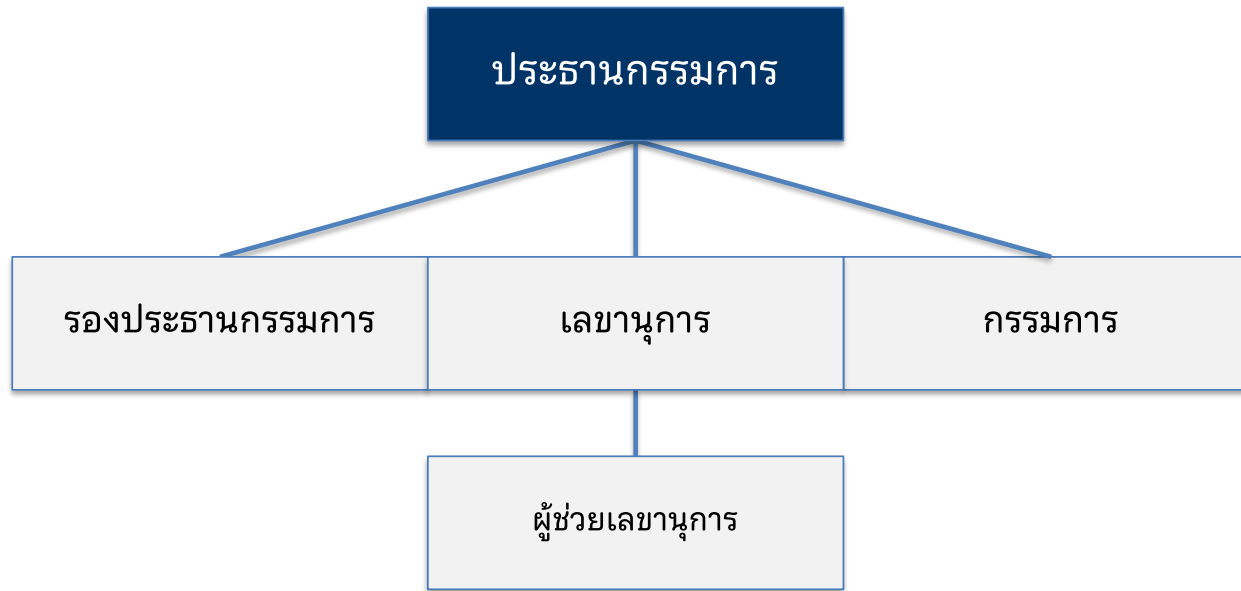 ประธานกรรมการ
รองประธานกรรมการ
เลขานุการ
กรรมการ
ผู้ช่วยเลขานุการ